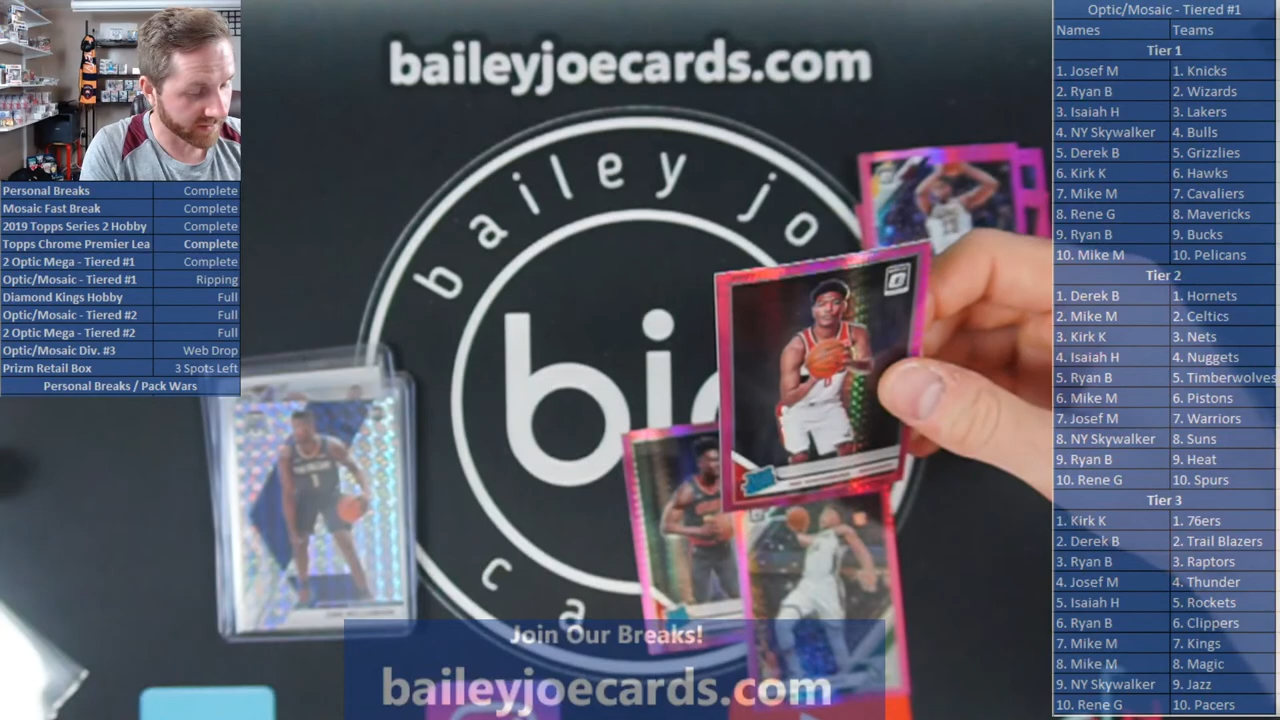 baileyjoecards.com
bailey jo
bj
ca
Personal Breaks Complete
Mosaic Fast Break Complete
2019 Topps Series 2 Hobby Complete
Topps Chrome Premier Lea Complete
2 Optic Mega - Tiered #1 Complete
Optic/Mosaic - Tiered #1 Ripping
Diamond Kings Hobby Full
Optic/Mosaic - Tiered #2 Full
2 Optic Mega - Tiered #2 Full
Optic/Mosaic Div. #3 Web Drop
Prizm Retail Box 3 Spots Left
Personal Breaks / Pack Wars
Join Our Breaks!
baileyjoecards.com
Optic/Mosaic - Tiered #1
Names Teams
Tier 1
1. Josef M 1. Knicks
2. Ryan B 2. Wizards
3. Isaiah H 3. Lakers
4. NY Skywalker 4. Bulls
5. Derek B 5. Grizzlies
6. Kirk K 6. Hawks
7. Mike M 7. Cavaliers
8. Rene G 8. Mavericks
9. Ryan B 9. Bucks
10. Mike M 10. Pelicans
Tier 2
1. Derek B 1. Hornets
2. Mike M 2. Celtics
3. Kirk K 3. Nets
4. Isaiah H 4. Nuggets
5. Ryan B 5. Timberwolves
6. Mike M 6. Pistons
7. Josef M 7. Warriors
8. NY Skywalker 8. Suns
9. Ryan B 9. Heat
10. Rene G 10. Spurs
Tier 3
1. Kirk K 1. 76ers
2. Derek B 2. Trail Blazers
3. Ryan B 3. Raptors
4. Josef M 4. Thunder
5. Isaiah H 5. Rockets
6. Ryan B 6. Clippers
7. Mike M 7. Kings
8. Mike M 8. Magic
9. NY Skywalker 9. Jazz
10. Rene G 10. Pacers